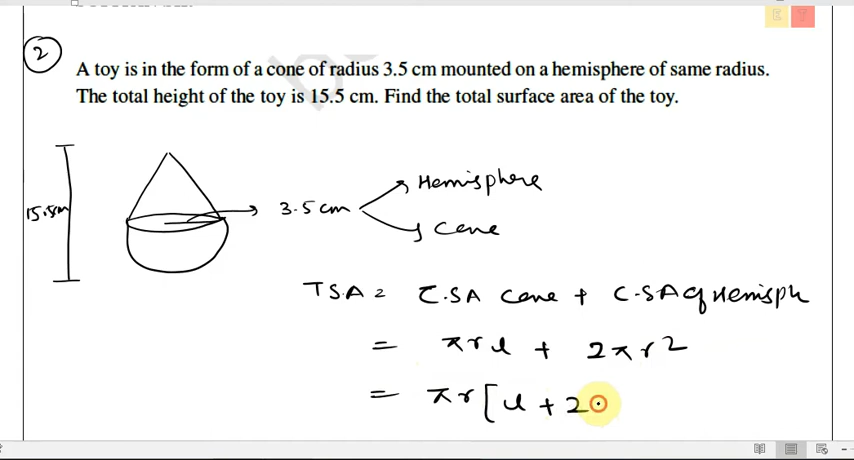 2
A toy is in the form of a cone of radius 3.5 cm mounted on a hemisphere of same radius.
The total height of the toy is 15.5 cm. Find the total surface area of the toy.
Hemisphere
15.5cm
3.5 cm
Cone
T.S.A = C.SA Cone + C.SA of Hemisph
= πrl + 2πr2
= πr[l + 2